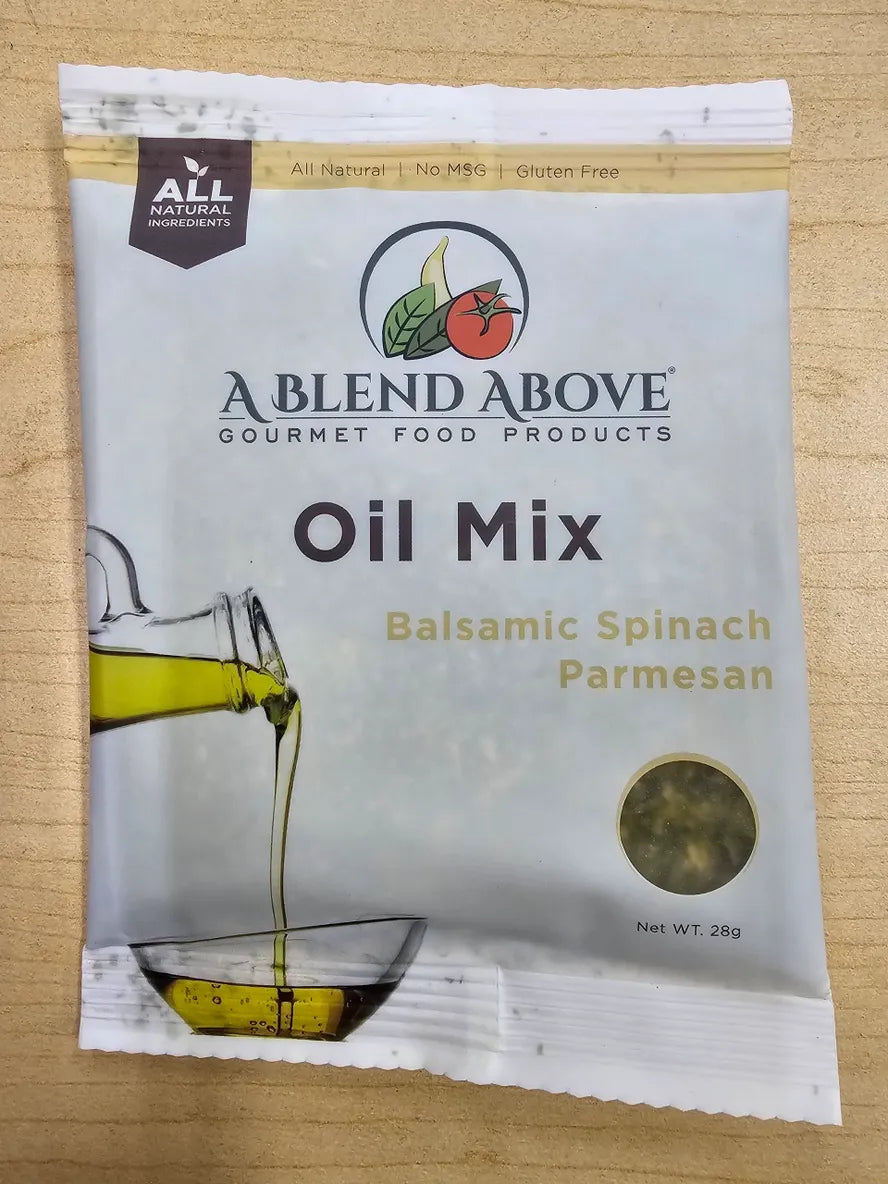 All Natural | No MSG | Gluten Free
ALL
NATURAL
INGREDIENTS
A BLEND ABOVE®
GOURMET FOOD PRODUCTS
Oil Mix
Balsamic Spinach
Parmesan
Net WT. 28g